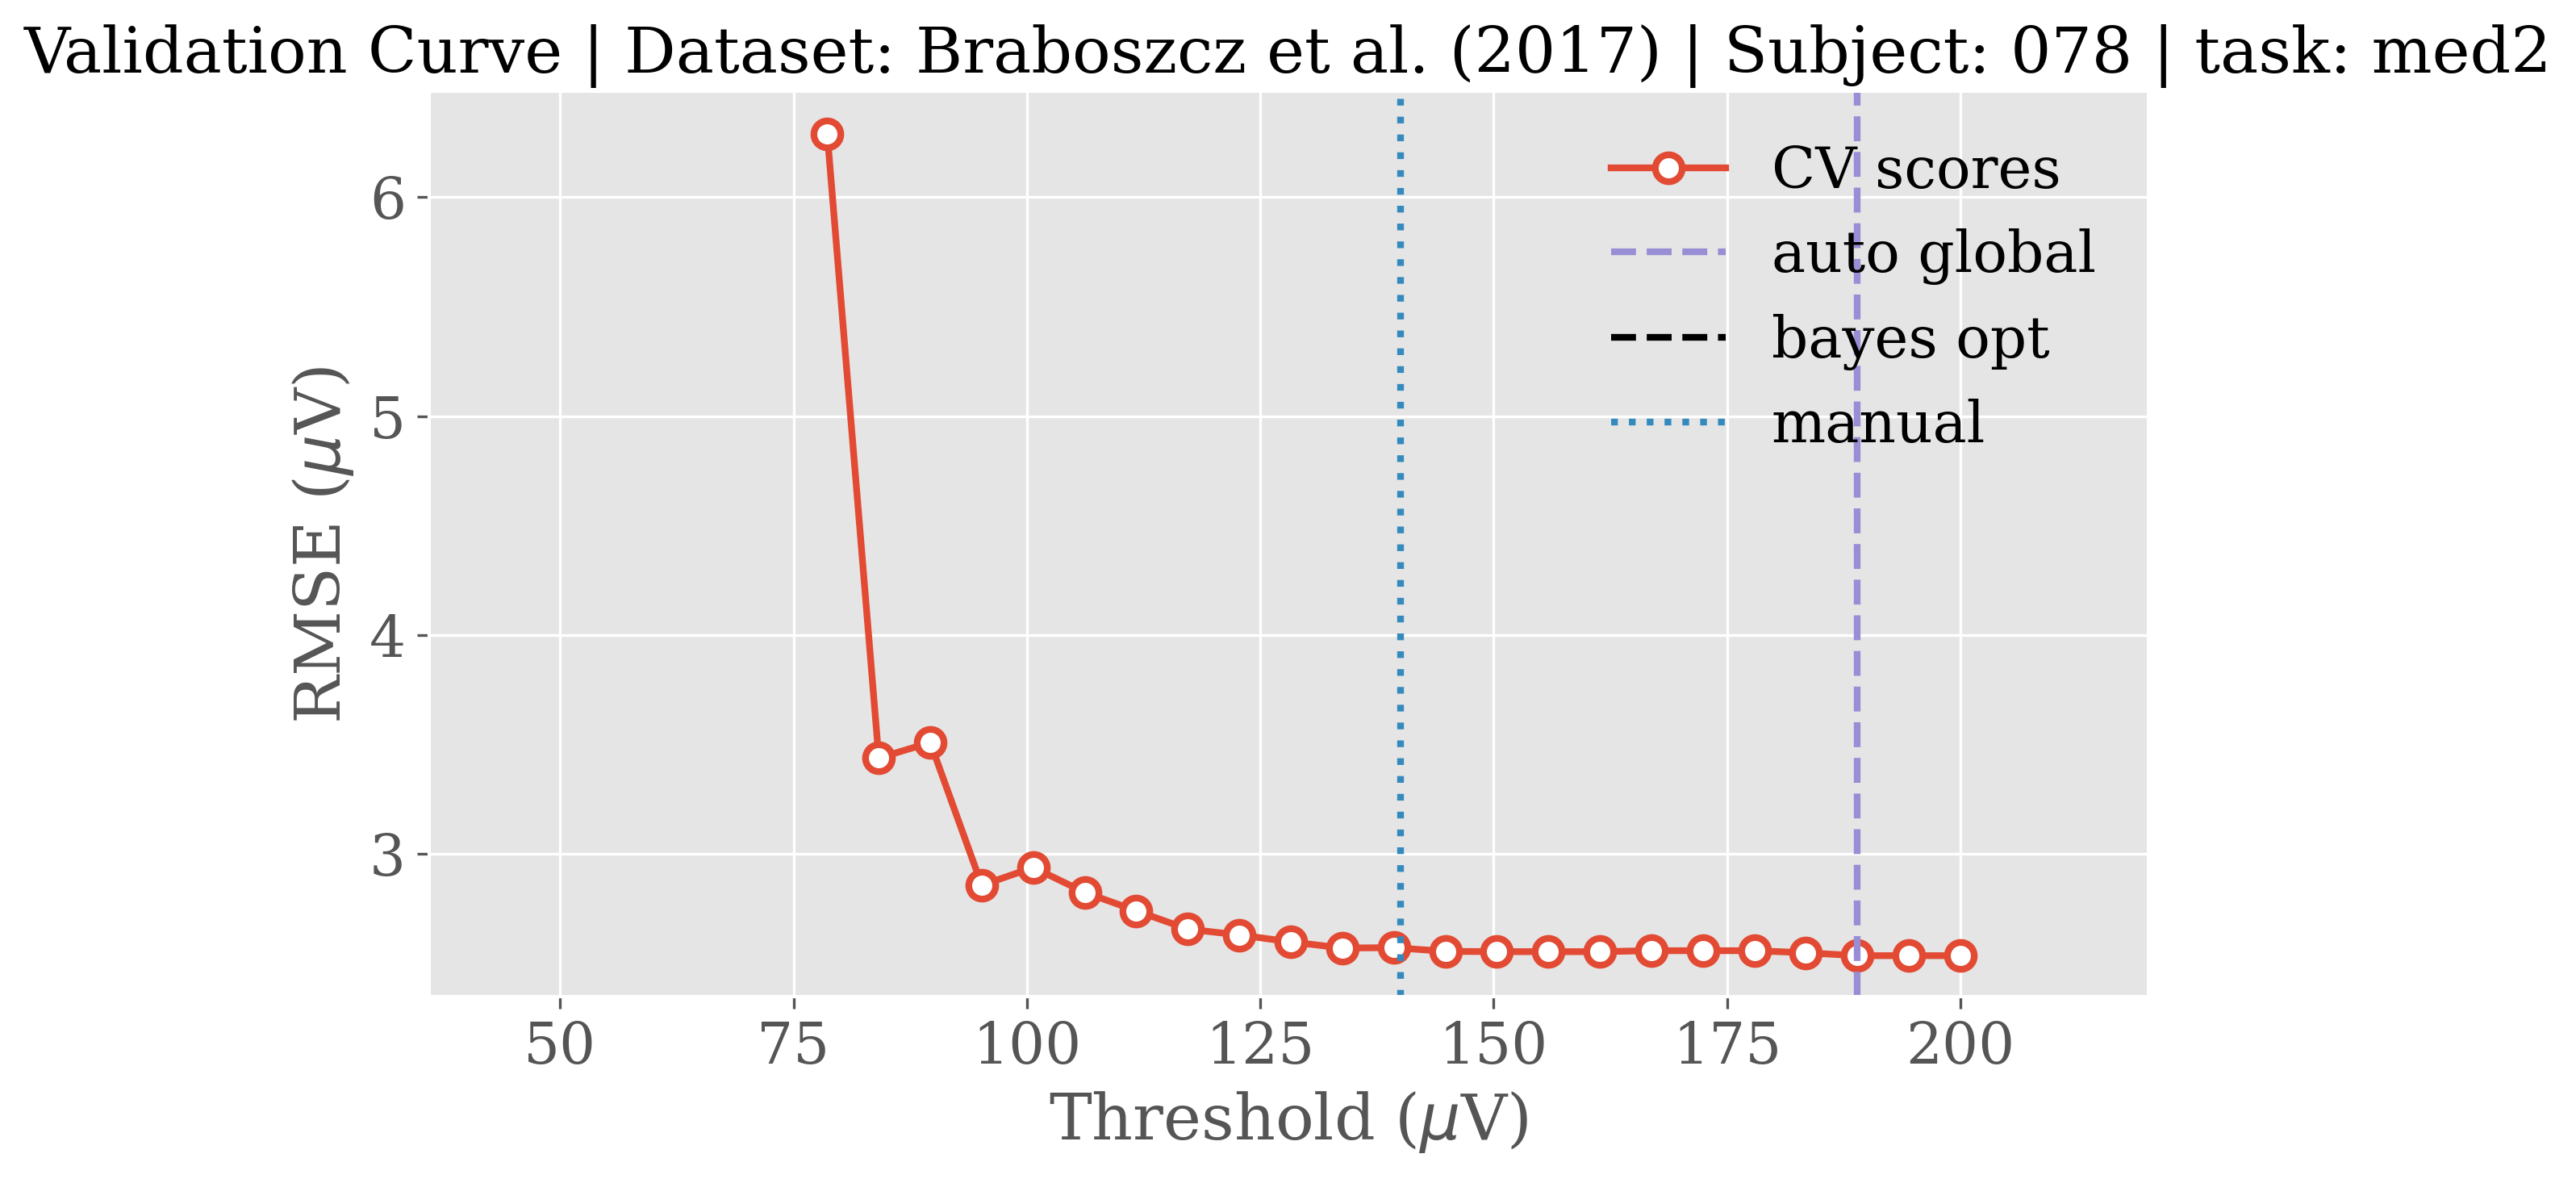 Validation Curve | Dataset: Braboszcz et al. (2017) | Subject: 078 | task: med2
CV scores
auto global
bayes opt
manual
RMSE (μV)
6
5
4
3
50 75 100 125 150 175 200
Threshold (μV)